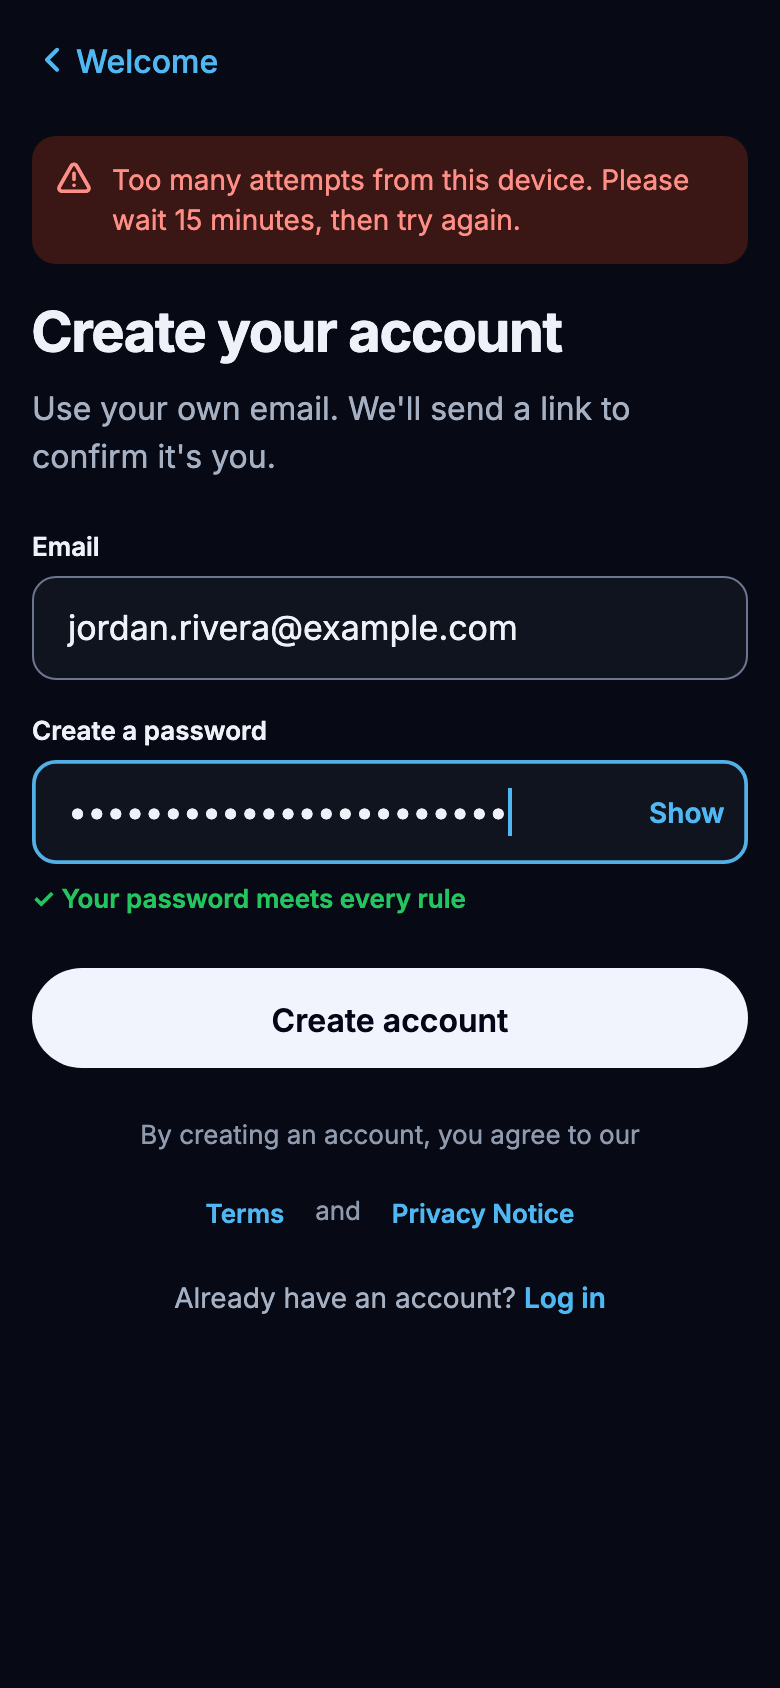 Welcome
Too many attempts from this device. Please
wait 15 minutes, then try again.
Create your account
Use your own email. We'll send a link to
confirm it's you.
Email
jordan.rivera@example.com
Create a password
•••••••••••••••••••••••
Show
✓ Your password meets every rule
Create account
By creating an account, you agree to our
Terms and Privacy Notice
Already have an account? Log in